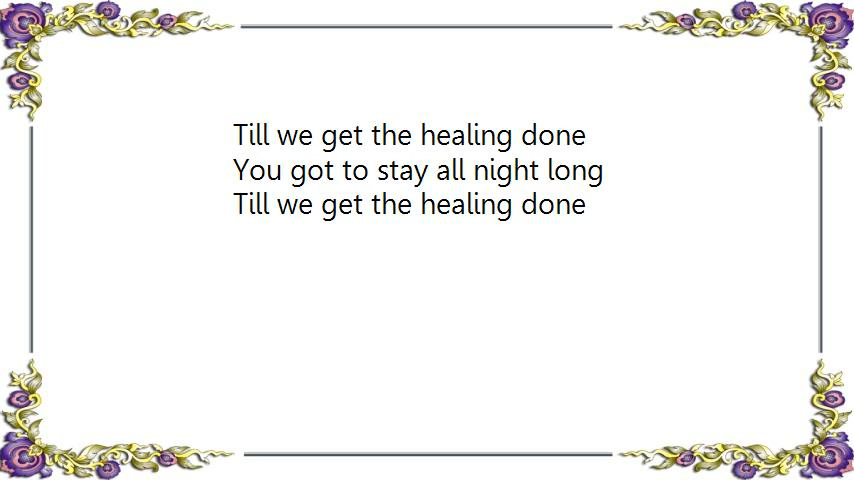 Till we get the healing done
You got to stay all night long
Till we get the healing done